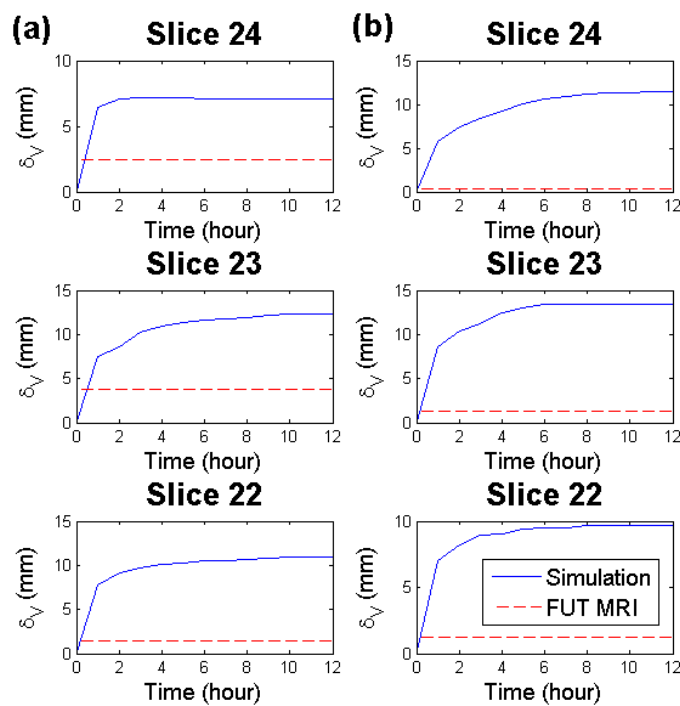 (a) (b)
Slice 24 Slice 24
10 15
5 10
0 5
0
δV (mm) δV (mm)
0 2 4 6 8 10 12 0 2 4 6 8 10 12
Time (hour) Time (hour)
Slice 23 Slice 23
15 15
10 10
5 5
0 0
δV (mm) δV (mm)
0 2 4 6 8 10 12 0 2 4 6 8 10 12
Time (hour) Time (hour)
Slice 22 Slice 22
15 10
10 5
5 0
0
δV (mm) δV (mm)
Simulation
FUT MRI
0 2 4 6 8 10 12 0 2 4 6 8 10 12
Time (hour) Time (hour)